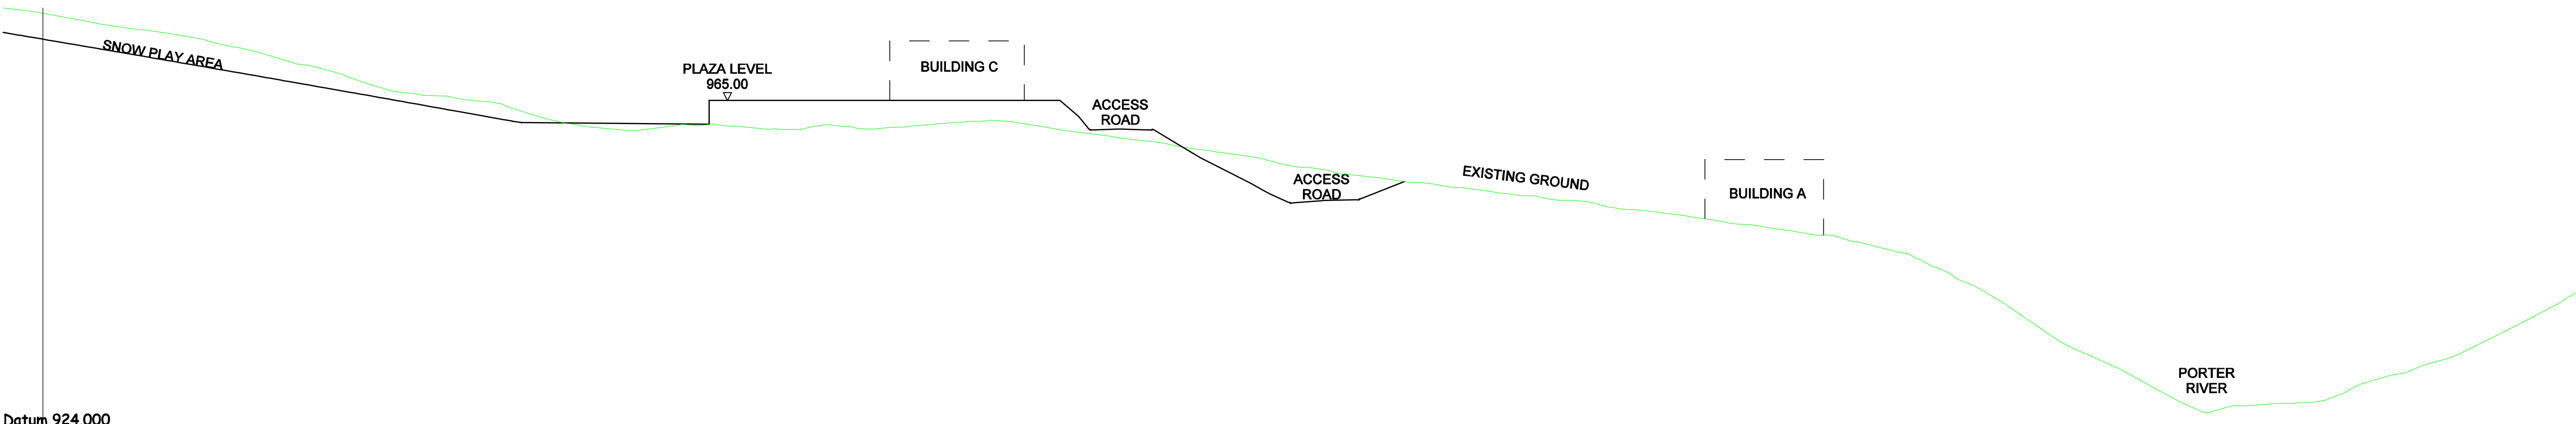 SNOW PLAY AREA
PLAZA LEVEL
965.00
BUILDING C
ACCESS
ROAD
ACCESS
ROAD
EXISTING GROUND
BUILDING A
PORTER
RIVER
Datum 924.000